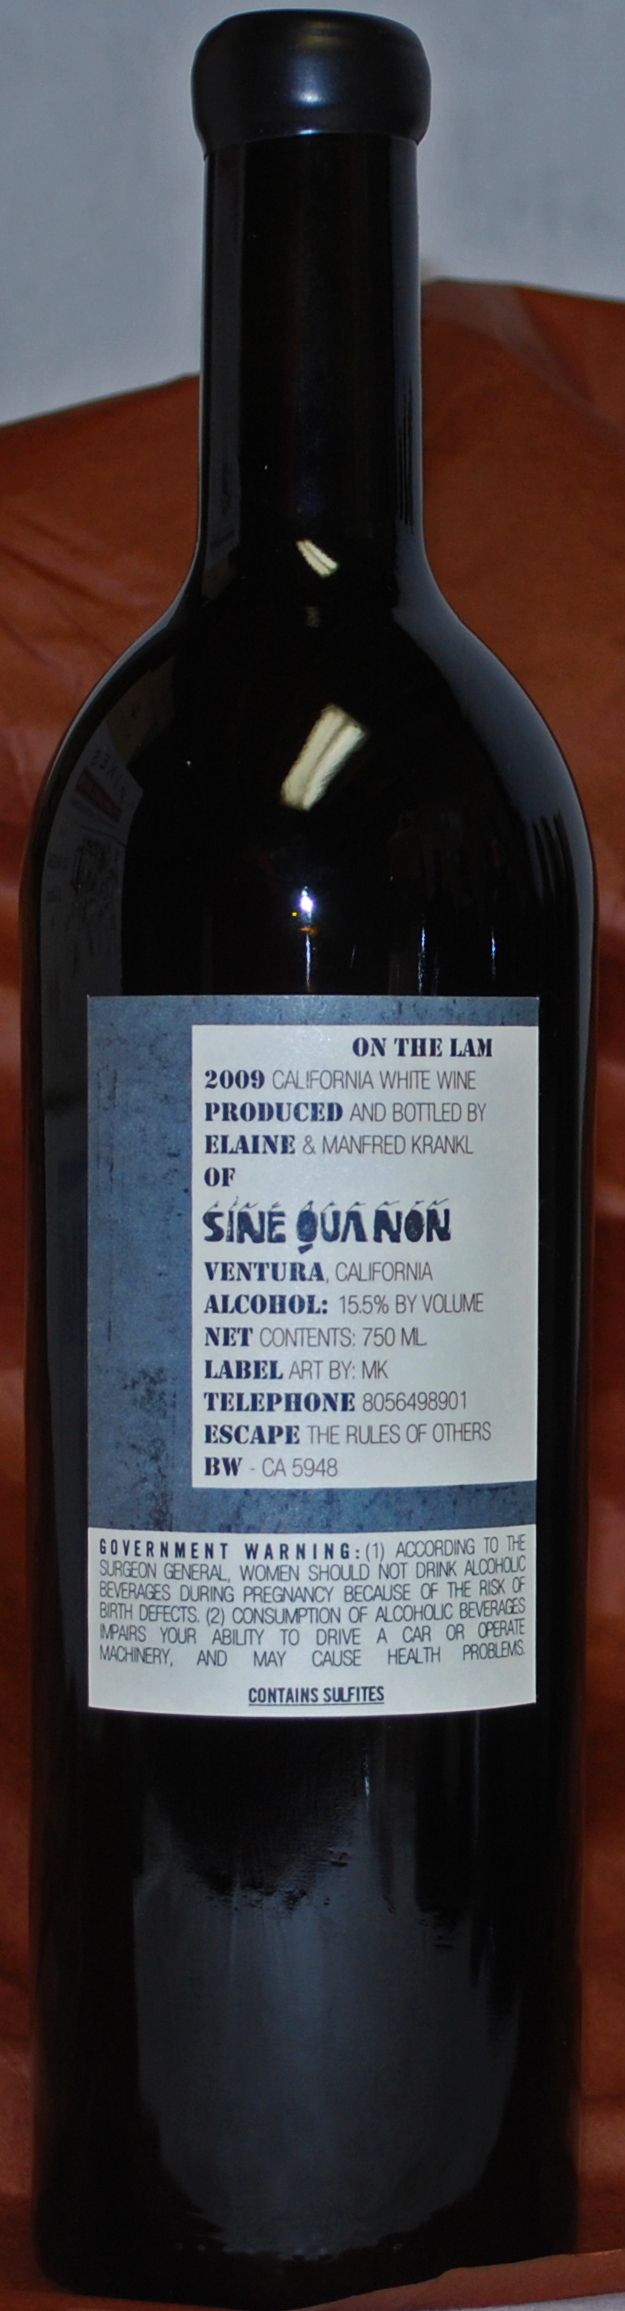 ON THE LAM
2009 CALIFORNIA WHITE WINE
PRODUCED AND BOTTLED BY
ELAINE & MANFRED KRANKL
OF
SINE QUA NON
VENTURA, CALIFORNIA
ALCOHOL: 15.5% BY VOLUME
NET CONTENTS: 750 ML
LABEL ART BY: MK
TELEPHONE 8056498901
ESCAPE THE RULES OF OTHERS
BW - CA 5948
GOVERNMENT WARNING: (1) ACCORDING TO THE
SURGEON GENERAL, WOMEN SHOULD NOT DRINK ALCOHOLIC
BEVERAGES DURING PREGNANCY BECAUSE OF THE RISK OF
BIRTH DEFECTS. (2) CONSUMPTION OF ALCOHOLIC BEVERAGES
IMPAIRS YOUR ABILITY TO DRIVE A CAR OR OPERATE
MACHINERY, AND MAY CAUSE HEALTH PROBLEMS.
CONTAINS SULFITES